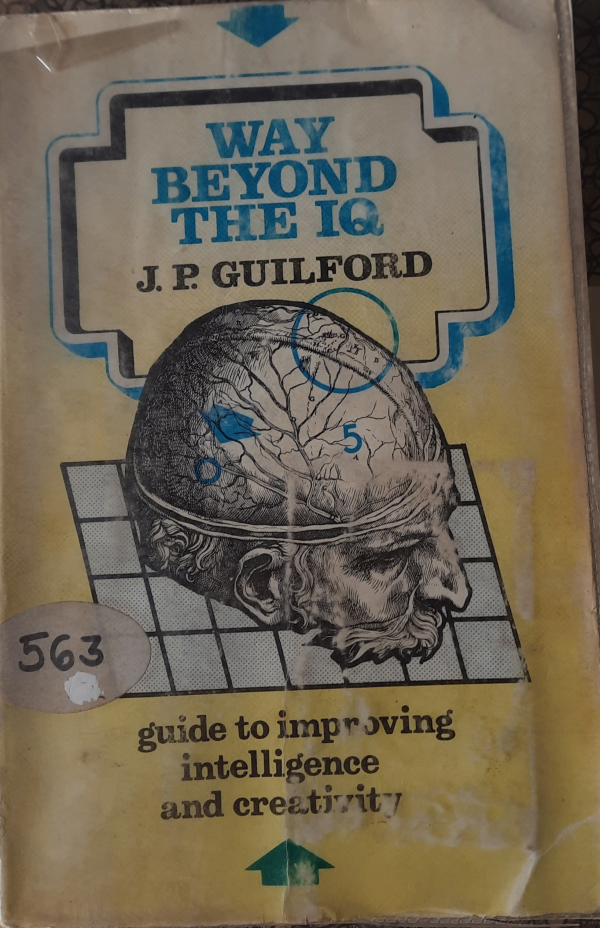 WAY
BEYOND
THE IQ
J. P. GUILFORD
5
563
guide to improving
intelligence
and creativity